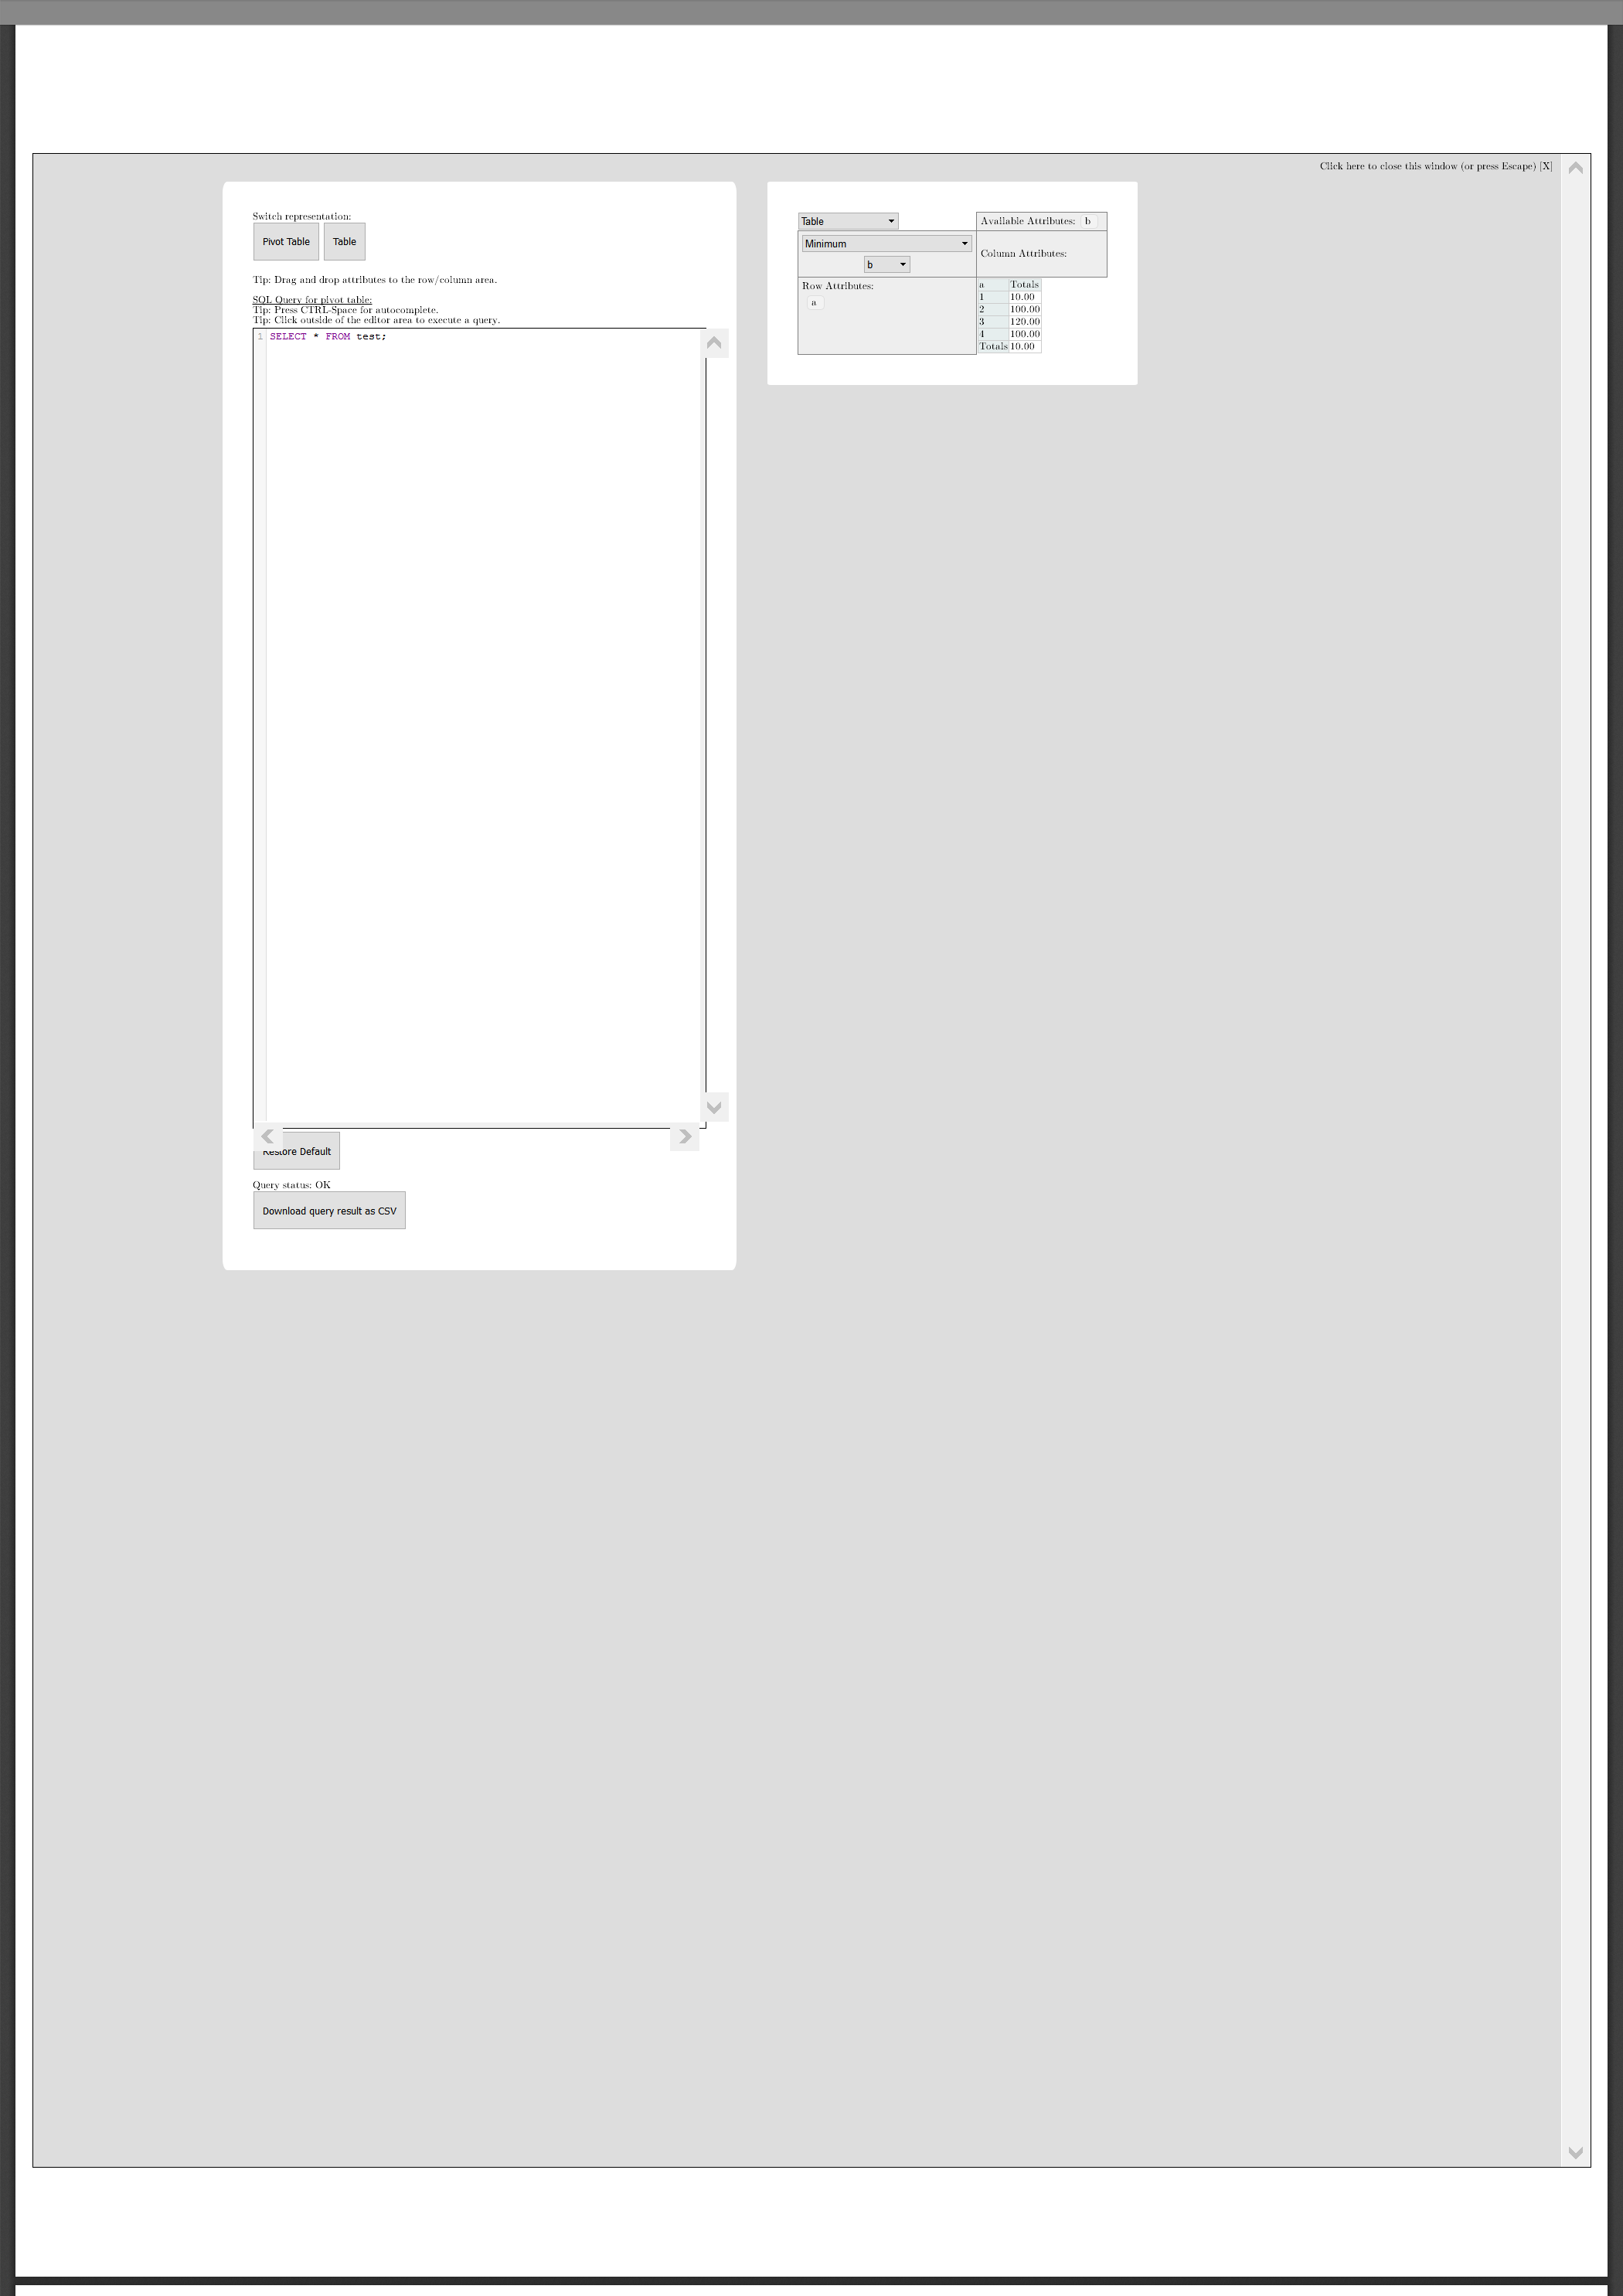 Click here to close this window (or press Escape) [X]
Switch representation:
Pivot Table Table
Tip: Drag and drop attributes to the row/column area.
SQL Query for pivot table:
Tip: Press CTRL-Space for autocomplete.
Tip: Click outside of the editor area to execute a query.
1 SELECT * FROM test;
Restore Default
Query status: OK
Download query result as CSV
Table Available Attributes: b
Minimum
b
Column Attributes:
Row Attributes:
a
a Totals
1 10.00
2 100.00
3 120.00
4 100.00
Totals 10.00